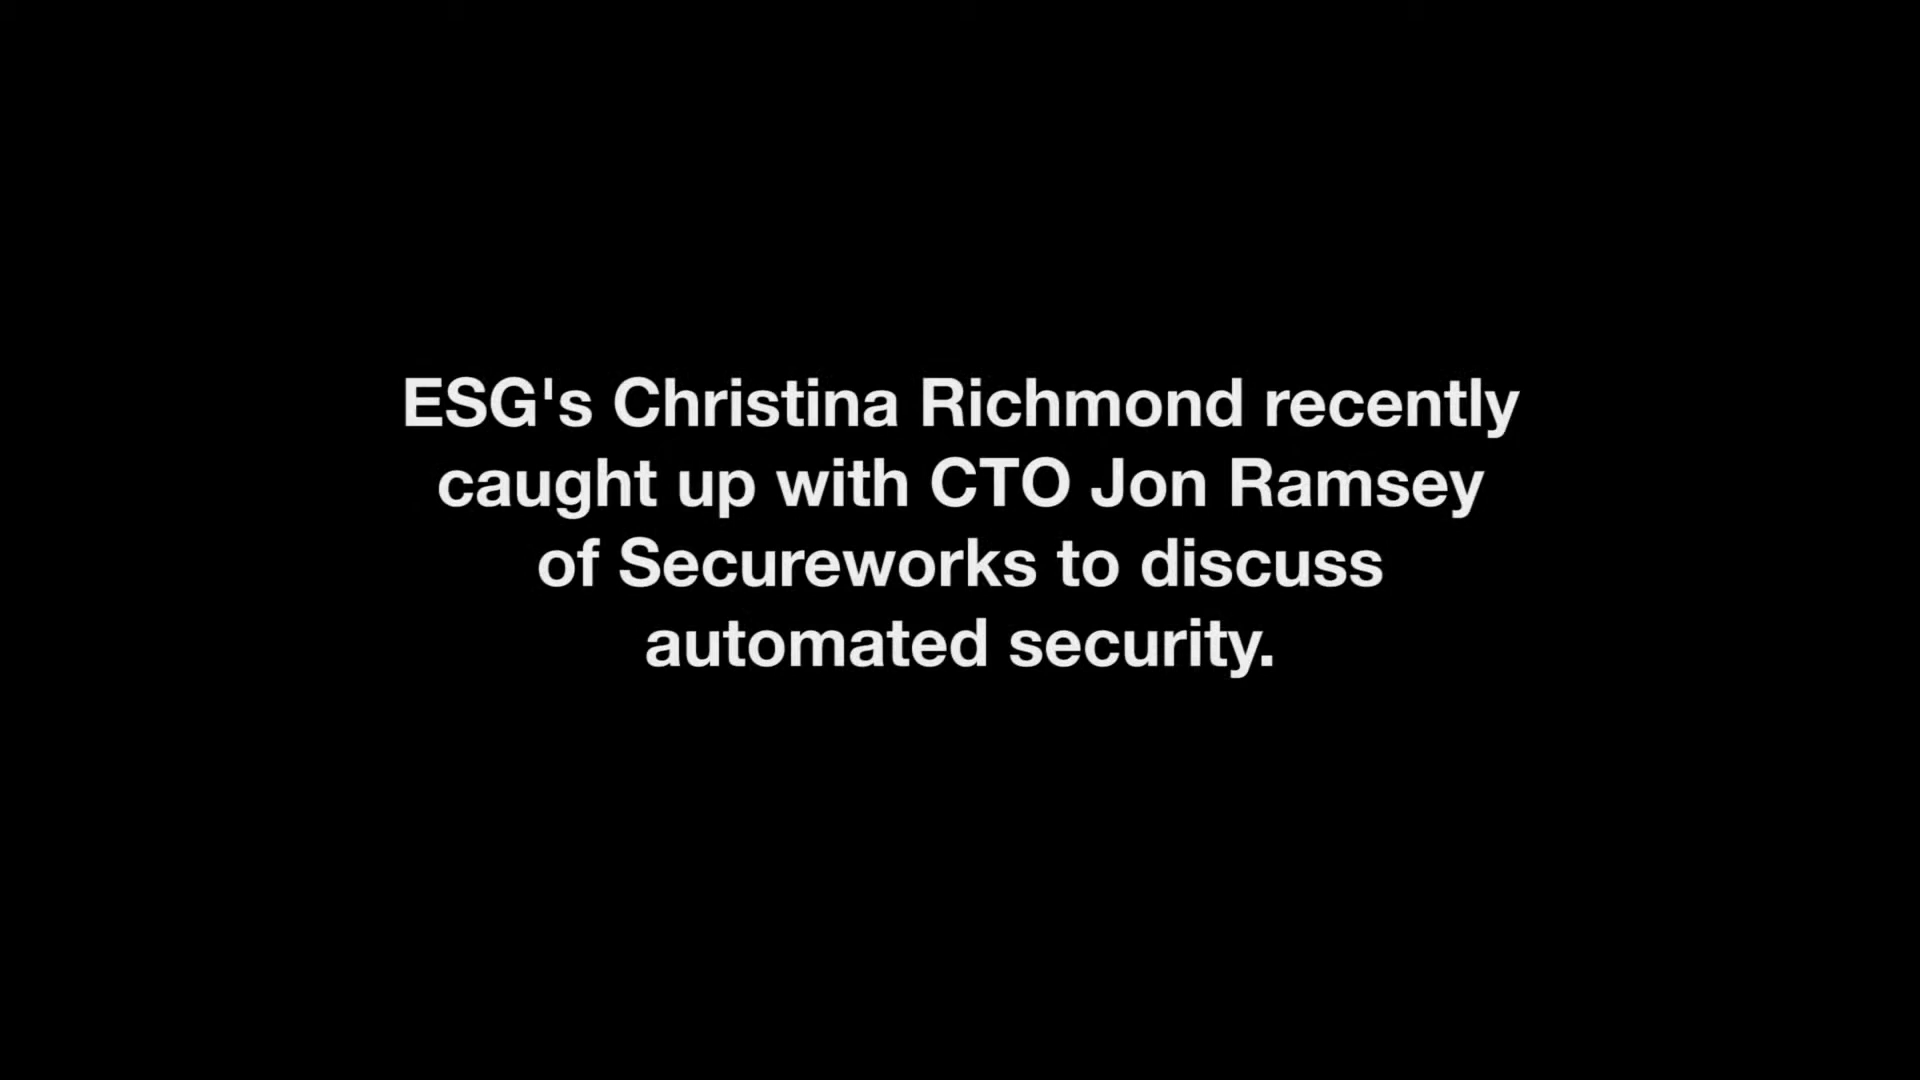 ESG's Christina Richmond recently
caught up with CTO Jon Ramsey
of Secureworks to discuss
automated security.